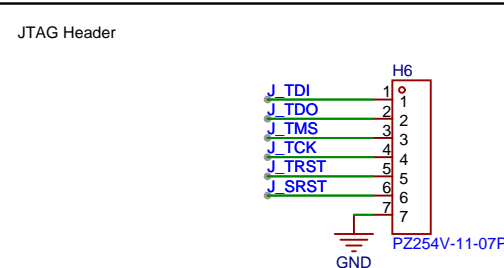 JTAG Header
H6
J_TDI 1 1
J_TDO 2 2
J_TMS 3 3
J_TCK 4 4
J_TRST 5 5
J_SRST 6 6
7 7
PZ254V-11-07P
GND